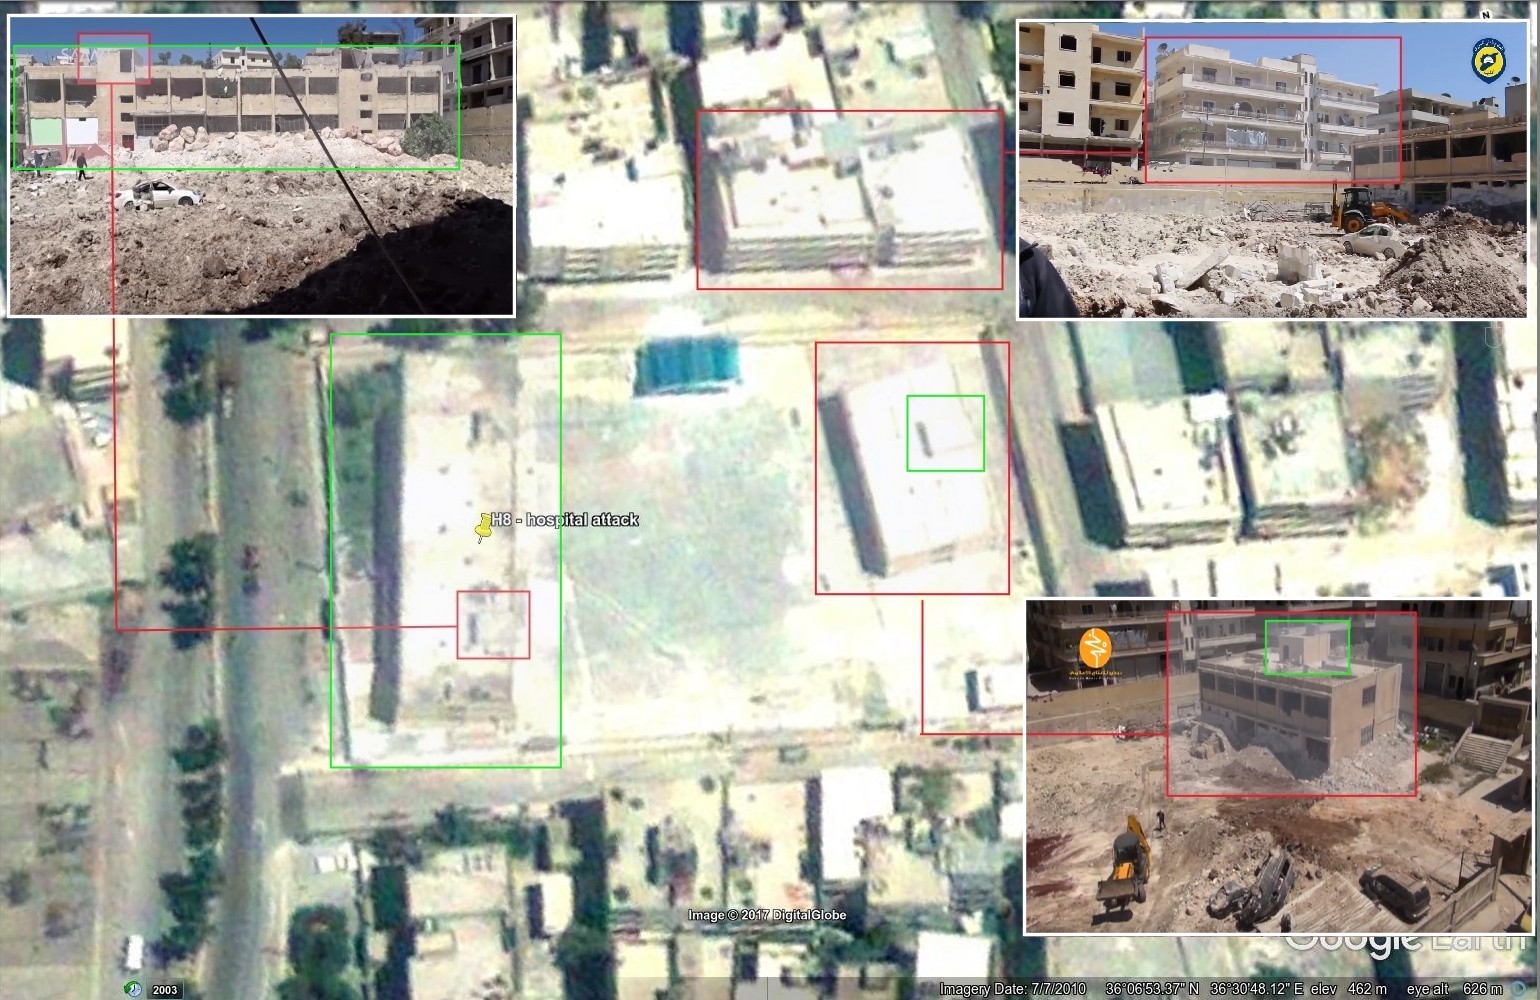 N
H8 - hospital attack
Image © 2017 DigitalGlobe
Google Earth
2003
Imagery Date: 7/7/2010 36°06'53.37" N 36°30'48.12" E elev 462 m eye alt 626 m